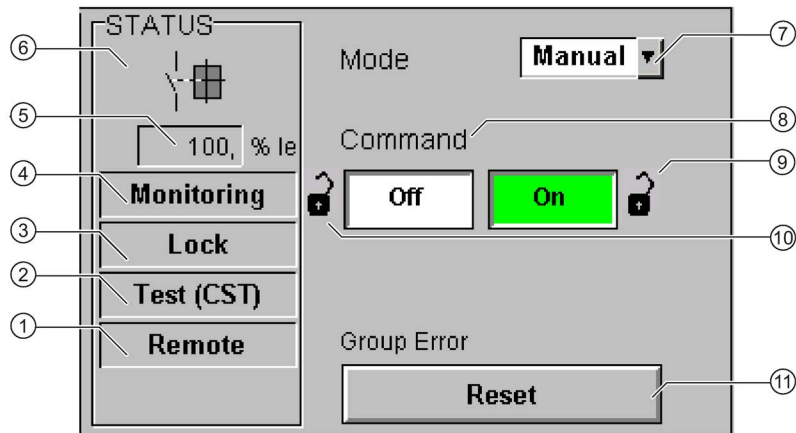 STATUS
⑥
⑤
100, % Ie
④
Monitoring
③
Lock
②
Test (CST)
①
Remote
Mode
Manual
⑦
Command
⑧
Off
On
⑨
⑩
Group Error
Reset
⑪